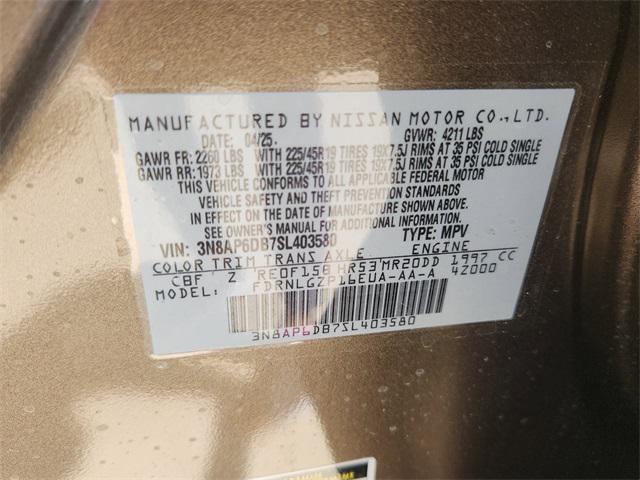 MANUFACTURED BY NISSAN MOTOR CO., LTD.
DATE: 04/25. GVWR: 4211 LBS
GAWR FR: 2260 LBS WITH 225/45R19 TIRES 19X7.5J RIMS AT 35 PSI COLD SINGLE
GAWR RR: 1973 LBS WITH 225/45R19 TIRES 19X7.5J RIMS AT 35 PSI COLD SINGLE
THIS VEHICLE CONFORMS TO ALL APPLICABLE FEDERAL MOTOR
VEHICLE SAFETY AND THEFT PREVENTION STANDARDS
IN EFFECT ON THE DATE OF MANUFACTURE SHOWN ABOVE.
SEE OWNER'S MANUAL FOR ADDITIONAL INFORMATION.
VIN: 3N8AP6DB7SL403580 TYPE: MPV
COLOR TRIM TRANS AXLE ENGINE
CBF Z RE0F15B HR53 MR20DD 1997 CC
MODEL: FDRNLGZP16EUA-AA-A 4Z000
3N8AP6DB7SL403580